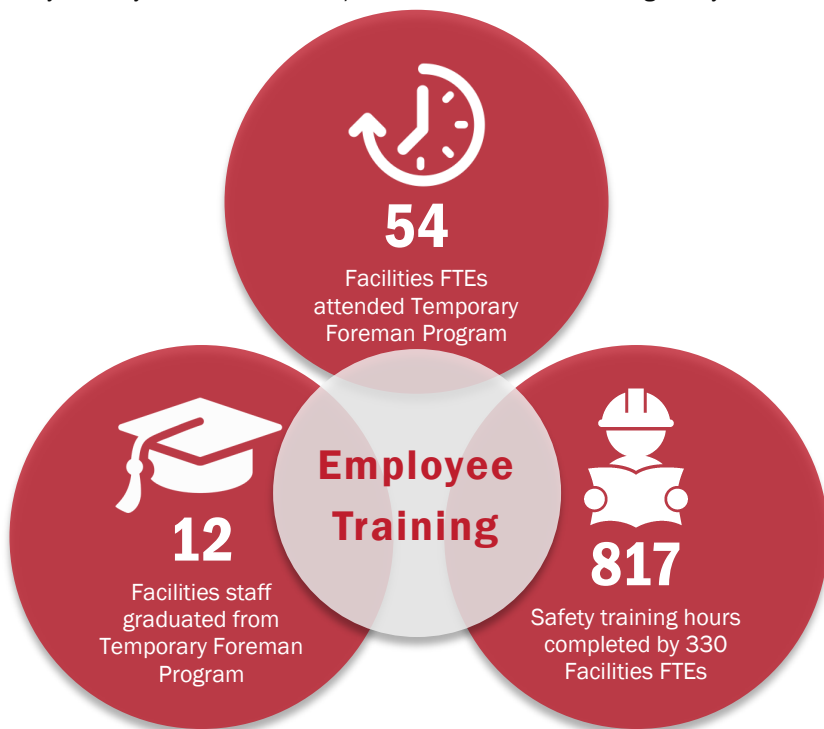 54
Facilities FTEs
attended Temporary
Foreman Program
Employee
Training
12
Facilities staff
graduated from
Temporary Foreman
Program
817
Safety training hours
completed by 330
Facilities FTEs